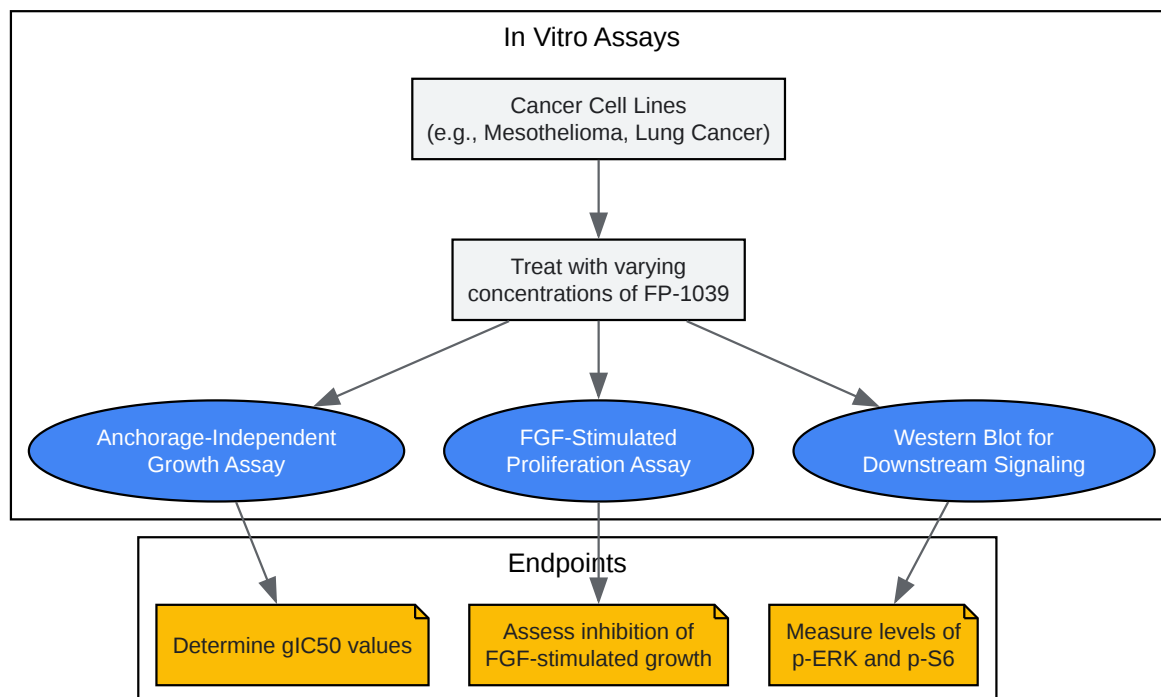 In Vitro Assays
Cancer Cell Lines
(e.g., Mesothelioma, Lung Cancer)
Treat with varying
concentrations of FP-1039
Anchorage-Independent
Growth Assay
FGF-Stimulated
Proliferation Assay
Western Blot for
Downstream Signaling
Endpoints
Determine gIC50 values
Assess inhibition of
FGF-stimulated growth
Measure levels of
p-ERK and p-S6